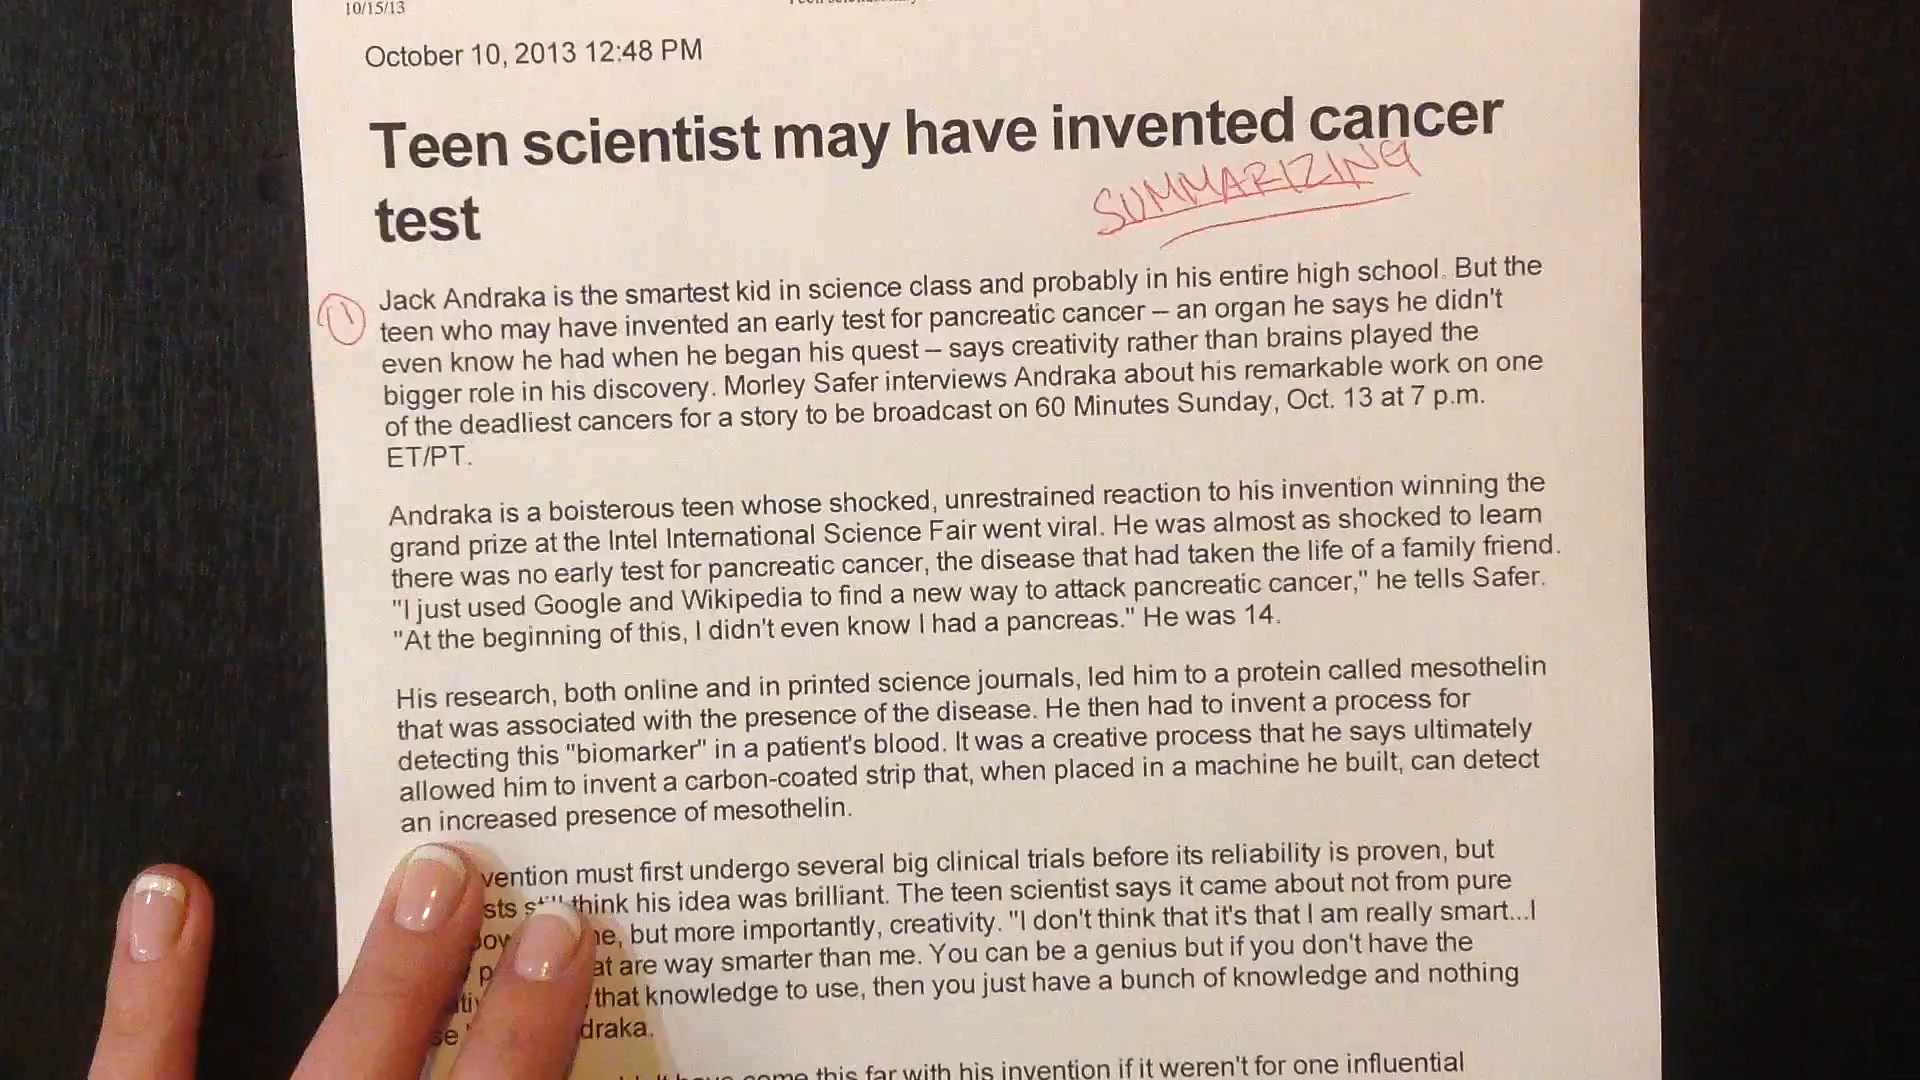 10/15/13
October 10, 2013 12:48 PM
Teen scientist may have invented cancer
test
SUMMARIZING
1
Jack Andraka is the smartest kid in science class and probably in his entire high school. But the
teen who may have invented an early test for pancreatic cancer – an organ he says he didn't
even know he had when he began his quest – says creativity rather than brains played the
bigger role in his discovery. Morley Safer interviews Andraka about his remarkable work on one
of the deadliest cancers for a story to be broadcast on 60 Minutes Sunday, Oct. 13 at 7 p.m.
ET/PT.
Andraka is a boisterous teen whose shocked, unrestrained reaction to his invention winning the
grand prize at the Intel International Science Fair went viral. He was almost as shocked to learn
there was no early test for pancreatic cancer, the disease that had taken the life of a family friend.
"I just used Google and Wikipedia to find a new way to attack pancreatic cancer," he tells Safer.
"At the beginning of this, I didn't even know I had a pancreas." He was 14.
His research, both online and in printed science journals, led him to a protein called mesothelin
that was associated with the presence of the disease. He then had to invent a process for
detecting this "biomarker" in a patient's blood. It was a creative process that he says ultimately
allowed him to invent a carbon-coated strip that, when placed in a machine he built, can detect
an increased presence of mesothelin.
vention must first undergo several big clinical trials before its reliability is proven, but
think his idea was brilliant. The teen scientist says it came about not from pure
but more importantly, creativity. "I don't think that it's that I am really smart...I
at are way smarter than me. You can be a genius but if you don't have the
that knowledge to use, then you just have a bunch of knowledge and nothing
draka.
come this far with his invention if it weren't for one influential